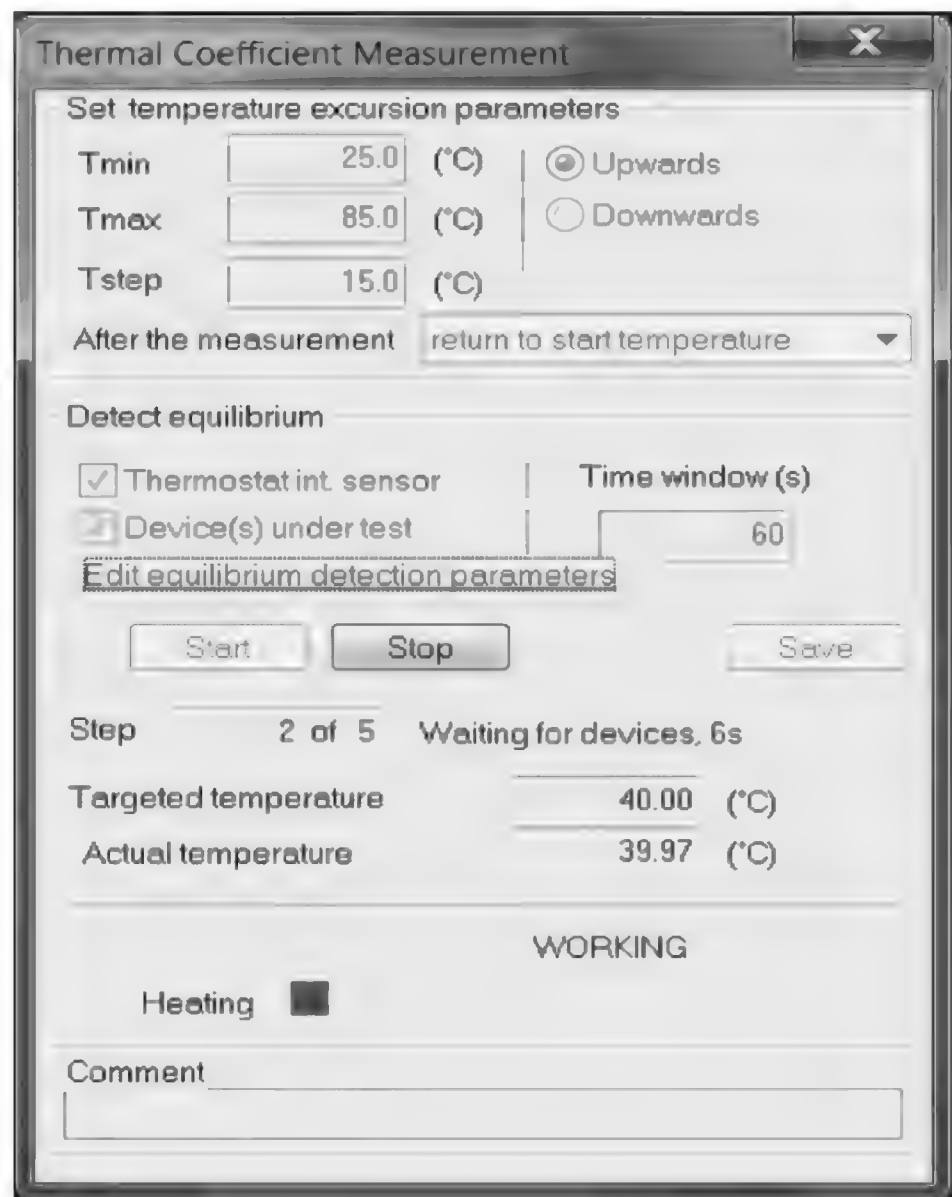 Thermal Coefficient Measurement
X
Set temperature excursion parameters
Tmin 25.0 (°C) Upwards
Tmax 85.0 (°C) Downwards
Tstep 15.0 (°C)
After the measurement return to start temperature
Detect equilibrium
Thermostat int. sensor Time window (s)
Device(s) under test 60
Edit equilibrium detection parameters
Start Stop Save
Step 2 of 5 Waiting for devices, 6s
Targeted temperature 40.00 (°C)
Actual temperature 39.97 (°C)
WORKING
Heating
Comment